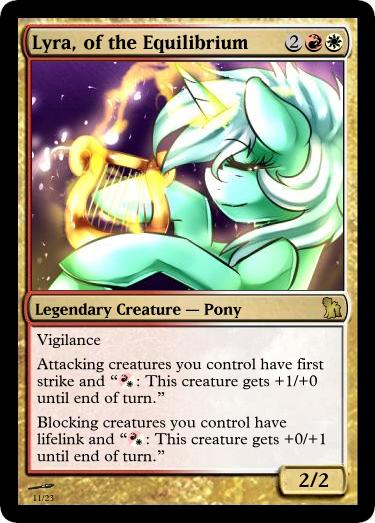 Lyra, of the Equilibrium 2
Legendary Creature — Pony
Vigilance
Attacking creatures you control have first
strike and “ : This creature gets +1/+0
until end of turn.”
Blocking creatures you control have
lifelink and “ : This creature gets +0/+1
until end of turn.”
2/2
11/23